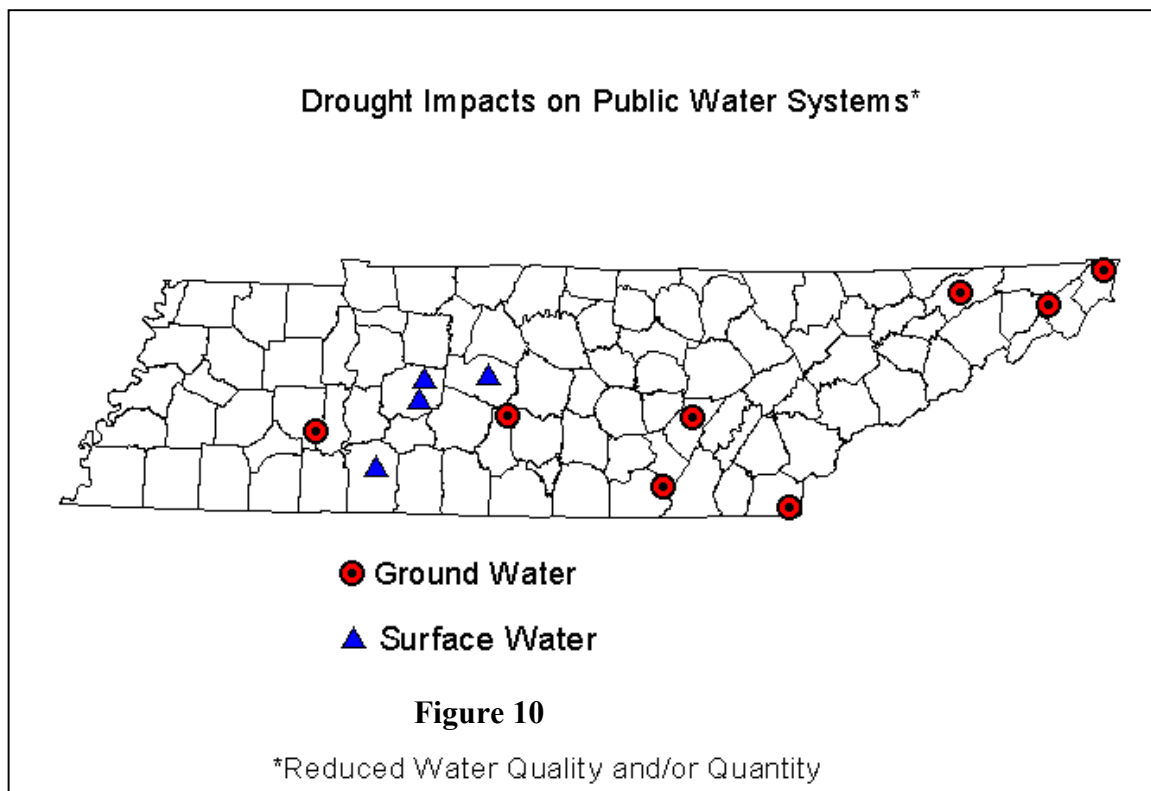 Drought Impacts on Public Water Systems*
Ground Water
Surface Water
Figure 10
*Reduced Water Quality and/or Quantity